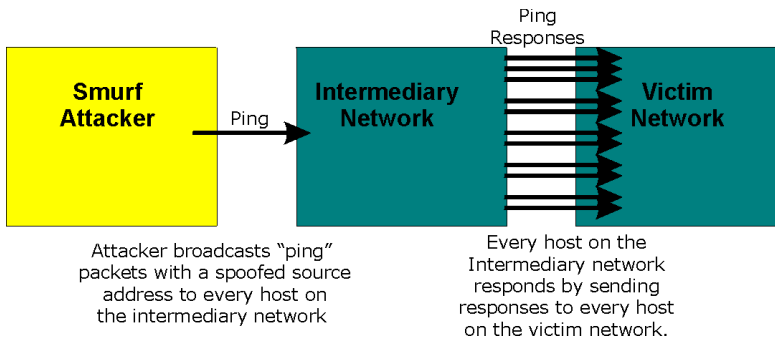 Ping
Responses
Smurf
Attacker
Ping
Intermediary
Network
Victim
Network
Attacker broadcasts “ping”
packets with a spoofed source
address to every host on
the intermediary network
Every host on the
Intermediary network
responds by sending
responses to every host
on the victim network.